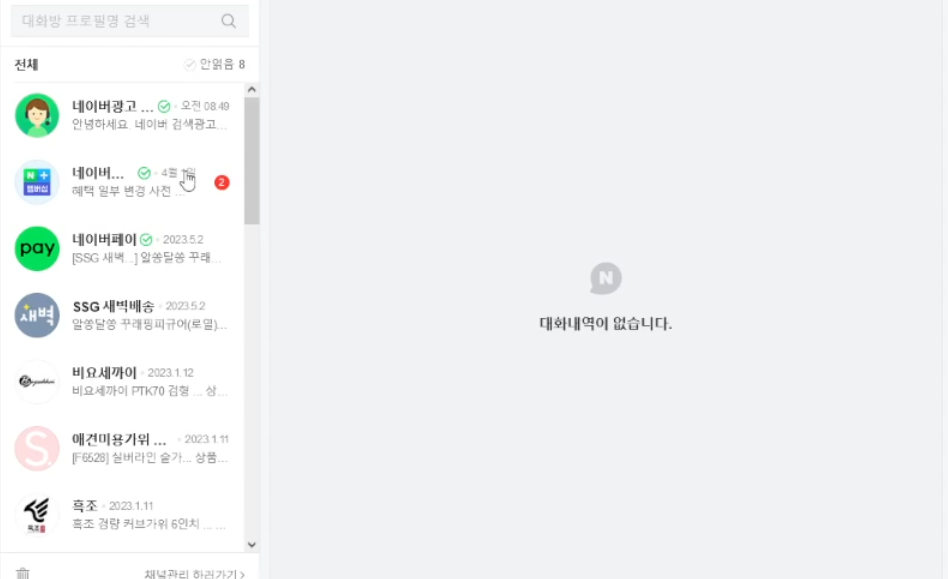 대화방 프로필명 검색
전체
안읽음 8
네이버광고 ... 오전 08:49
안녕하세요 네이버 검색광고...
N +
멤버십
네이버... 4월
2
혜택 일부 변경 사전 ...
pay
네이버페이 2023.5.2
[SSG 새벽...] 알쏭달쏭 꾸래...
새벽
SSG 새벽배송 2023.5.2
알쏭달쏭 꾸래핑피규어(로열)...
비요세까이 2023.1.12
비요세까이 PTK70 검형 ... 상...
S.
애견미용가위 ... 2023.1.11
[F6528] 실버라인 숱가... 상품...
흑조
흑조 2023.1.11
흑조 경량 커브가위 6인치 ... ...
채널관리 하러가기 >
N
대화내역이 없습니다.